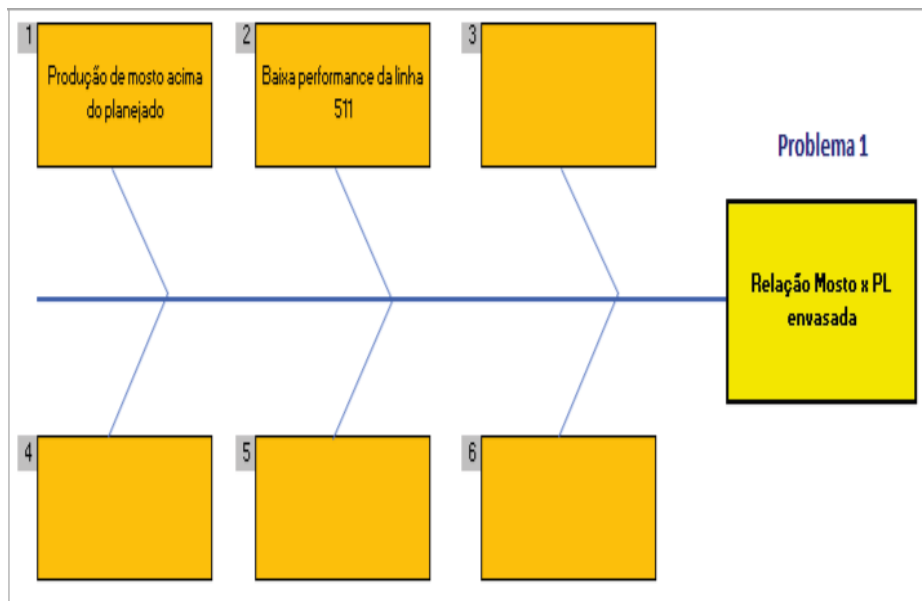 1
Produção de mosto acima
do planejado
2
Baixa performance da linha
511
3
Problema 1
Relação Mosto x PL
envasada
4
5
6